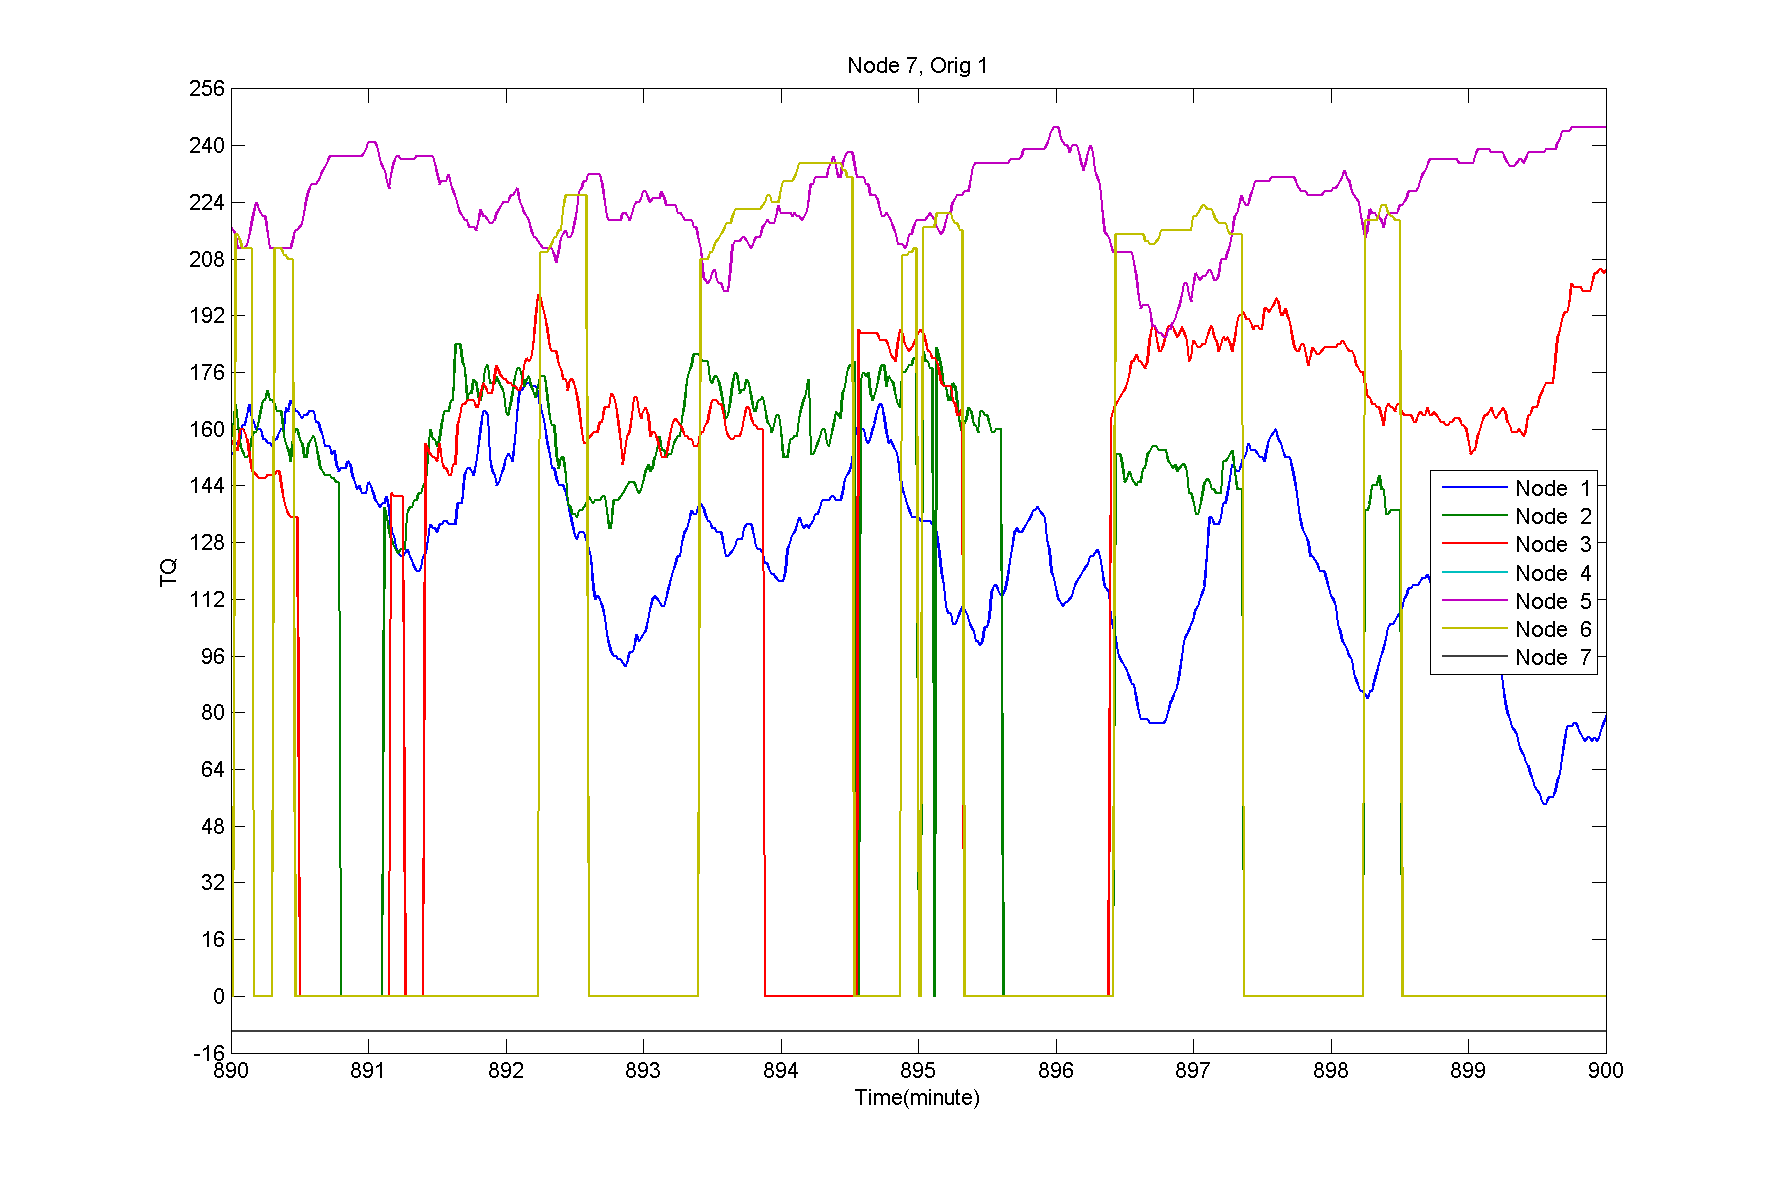 Node 7, Orig 1
256
240
224
208
192
176
160
144
128
112
96
80
64
48
32
16
0
-16
TQ
Node 1
Node 2
Node 3
Node 4
Node 5
Node 6
Node 7
890 891 892 893 894 895 896 897 898 899 900
Time(minute)